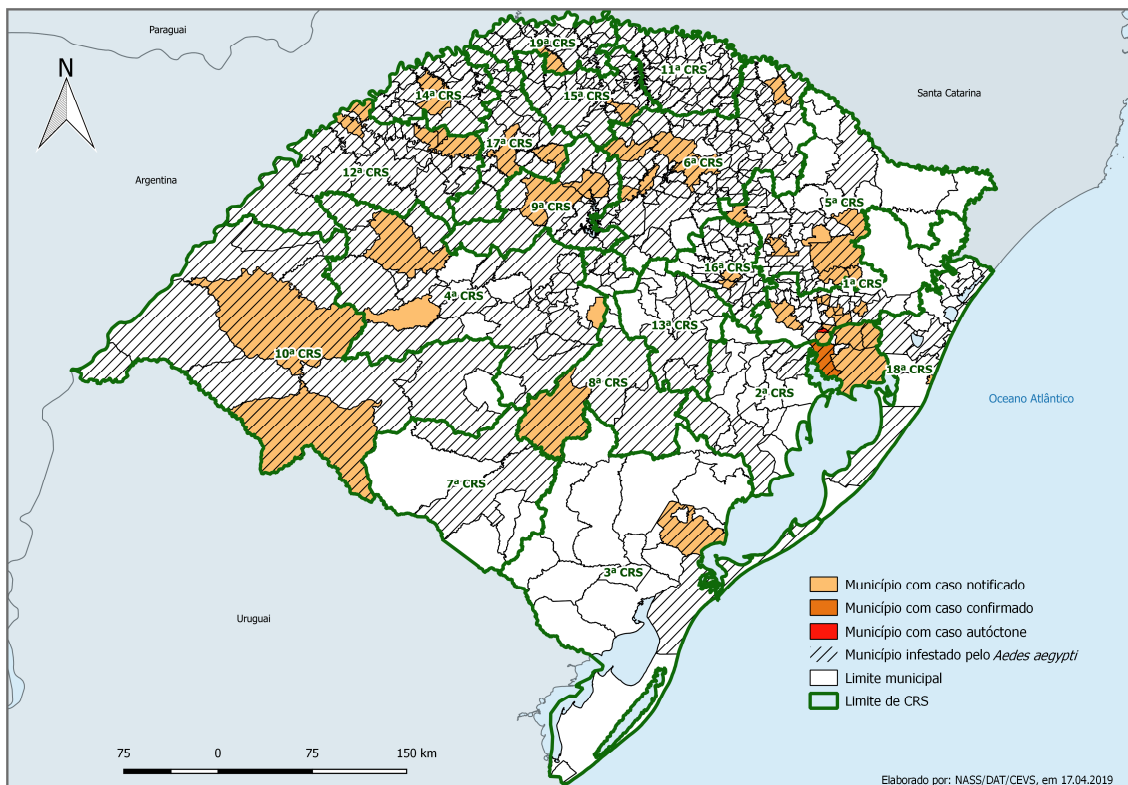 Paraguai
19ª CRS
11ª CRS
Santa Catarina
N
14ª CRS
15ª CRS
17ª CRS
6ª CRS
Argentina
12ª CRS
9ª CRS
5ª CRS
16ª CRS
1ª CRS
4ª CRS
13ª CRS
10ª CRS
8ª CRS
18ª CRS
2ª CRS
Oceano Atlântico
7ª CRS
3ª CRS
Uruguai
Município com caso notificado
Município com caso confirmado
Município com caso autóctone
Município infestado pelo Aedes aegypti
Limite municipal
Limite de CRS
75 0 75 150 km
Elaborado por: NASS/DAT/CEVS, em 17.04.2019